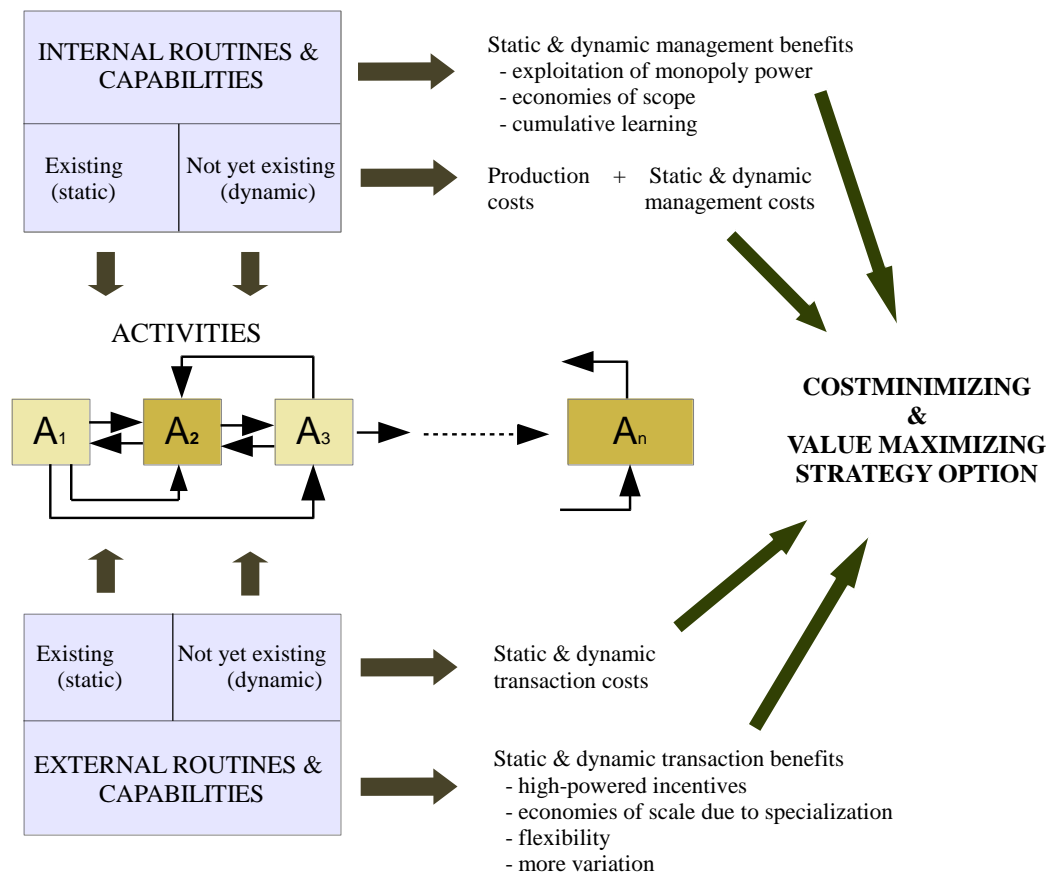 INTERNAL ROUTINES &
CAPABILITIES
Existing
(static)
Not yet existing
(dynamic)
Static & dynamic management benefits
- exploitation of monopoly power
- economies of scope
- cumulative learning
Production + Static & dynamic
costs management costs
ACTIVITIES
A1 A2 A3 An
COSTMINIMIZING
&
VALUE MAXIMIZING
STRATEGY OPTION
Existing
(static)
Not yet existing
(dynamic)
EXTERNAL ROUTINES &
CAPABILITIES
Static & dynamic
transaction costs
Static & dynamic transaction benefits
- high-powered incentives
- economies of scale due to specialization
- flexibility
- more variation